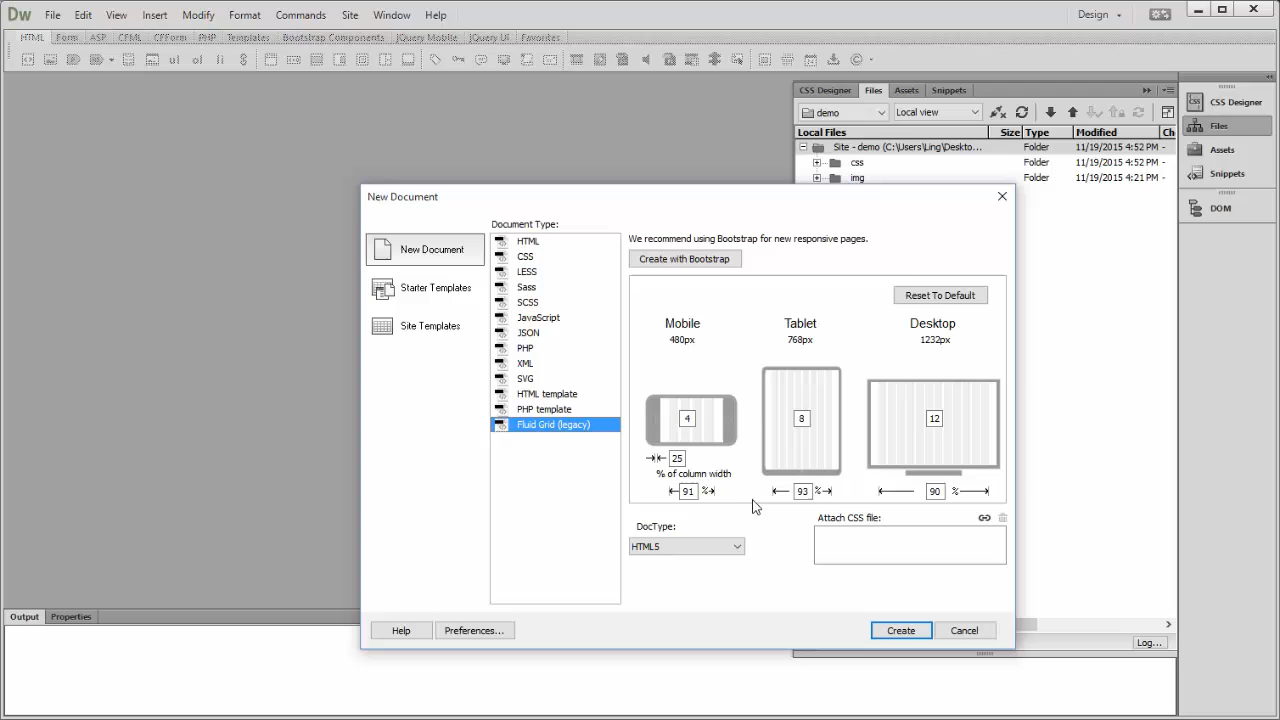 Dw File Edit View Insert Modify Format Commands Site Window Help Design
HTML Form ASP CFML CFForm PHP Templates Bootstrap Components jQuery Mobile jQuery UI Favorites
CSS Designer Files Assets Snippets
demo Local view
Local Files Size Type Modified Ch
Site - demo (C:\Users\Ling\Deskto... Folder 11/19/2015 4:52 PM -
css Folder 11/19/2015 4:52 PM -
img Folder 11/19/2015 4:21 PM -
CSS Designer
Files
Assets
Snippets
DOM
New Document
New Document
Starter Templates
Site Templates
Document Type:
HTML
CSS
LESS
Sass
SCSS
JavaScript
JSON
PHP
XML
SVG
HTML template
PHP template
Fluid Grid (legacy)
We recommend using Bootstrap for new responsive pages.
Create with Bootstrap
Reset To Default
Mobile Tablet Desktop
480px 768px 1232px
4 8 12
25
% of column width
91 % 93 % 90 %
DocType:
HTML5
Attach CSS file:
Help Preferences... Create Cancel
Output Properties
Log...